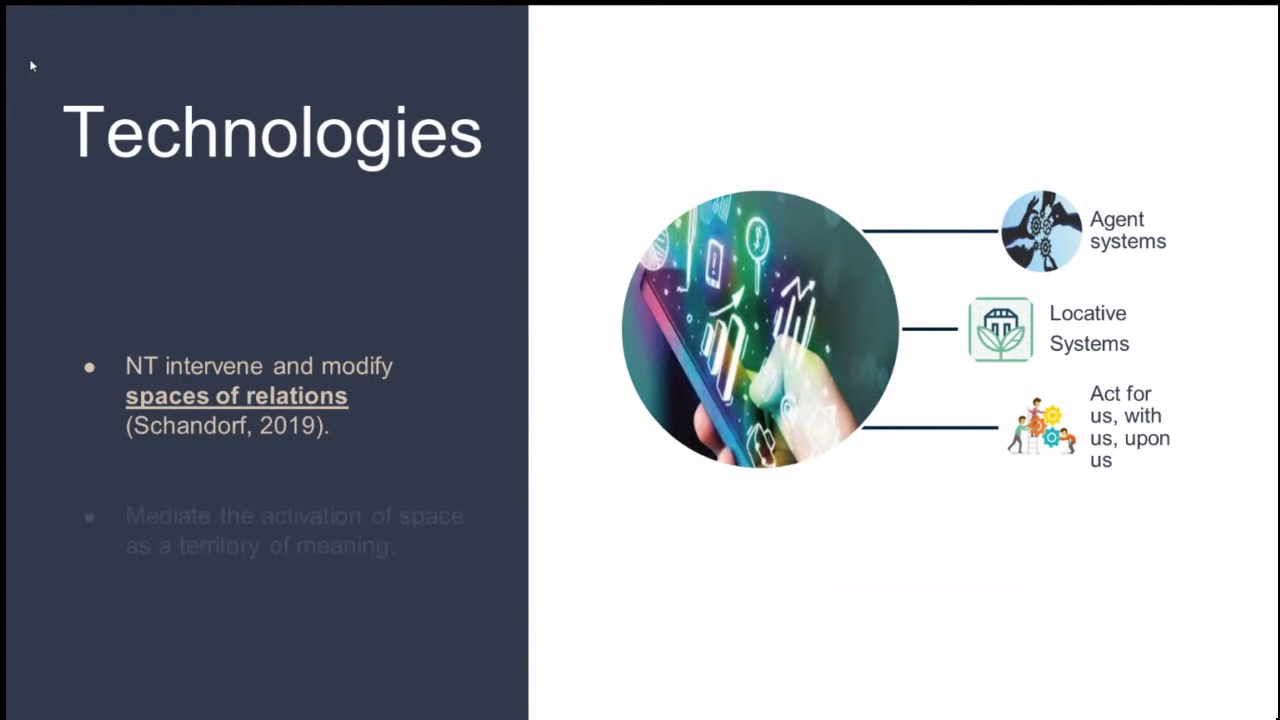 Technologies
● NT intervene and modify
spaces of relations
(Schandorf, 2019).
● Mediate the activation of space
as a territory of meaning.
Agent
systems
Locative
Systems
Act for
us, with
us, upon
us